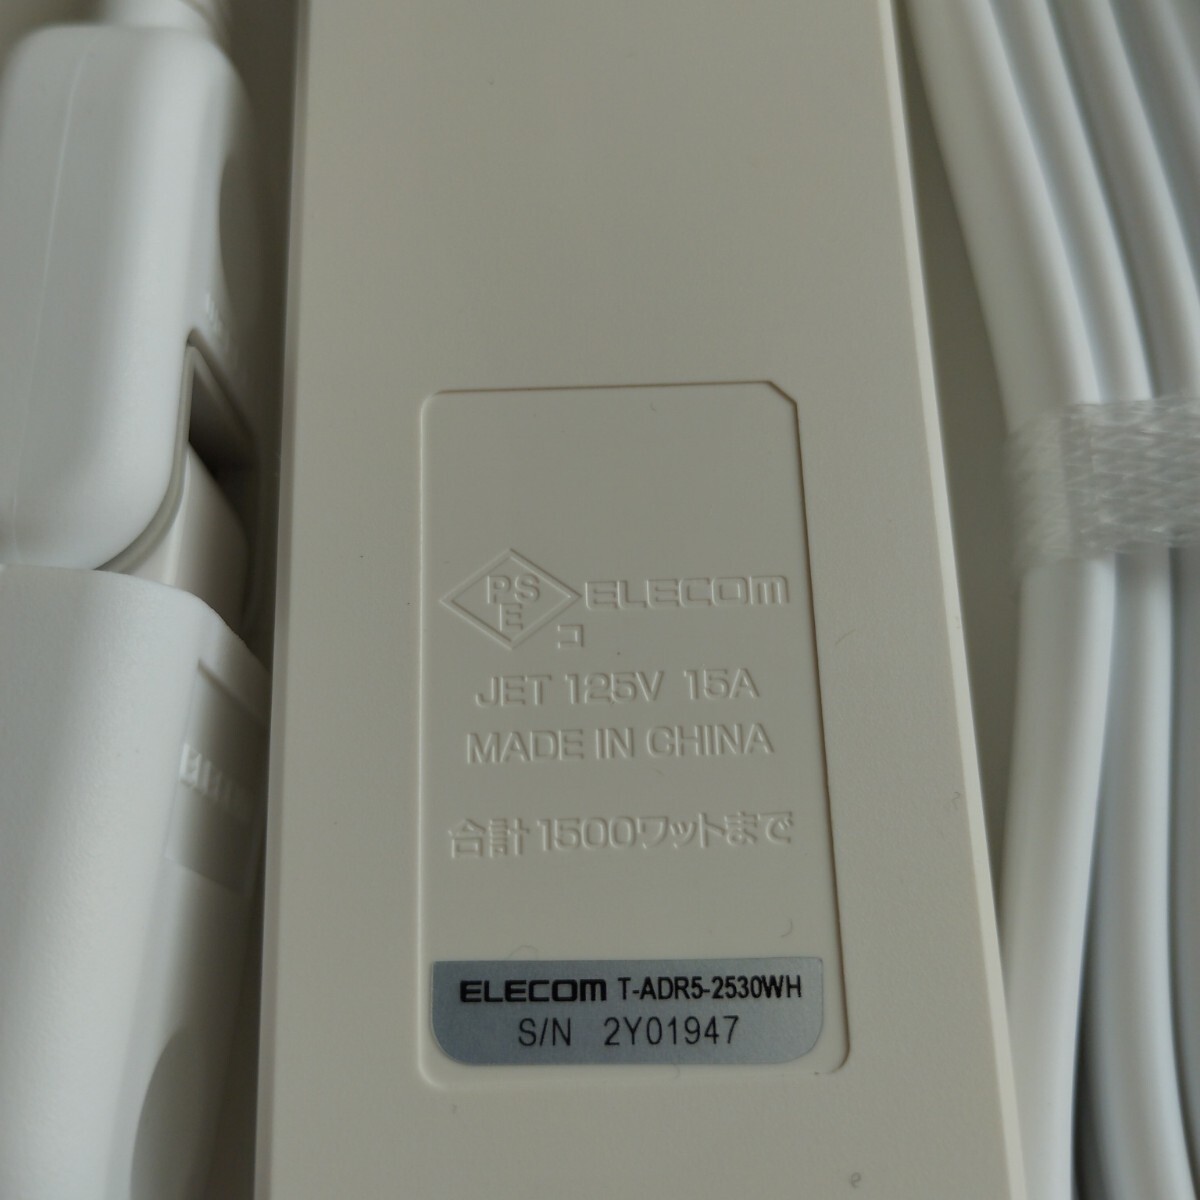 PS
E
ELECOM
コ
JET 125V 15A
MADE IN CHINA
合計1500ワットまで
ELECOM T-ADR5-2530WH
S/N 2Y01947